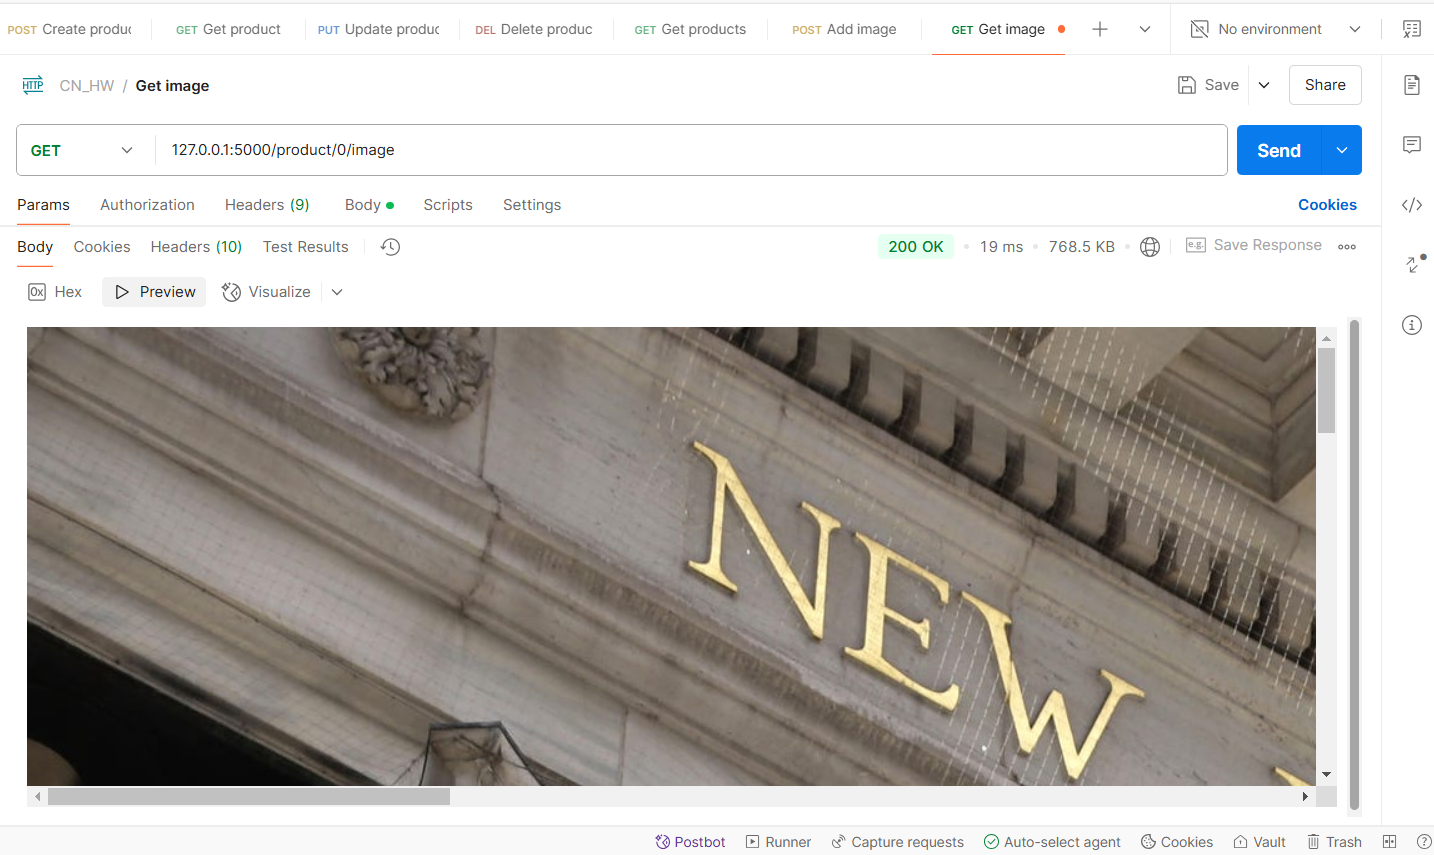 POST Create produc GET Get product PUT Update produc DEL Delete produc GET Get products POST Add image GET Get image No environment
HTTP CN_HW / Get image Save Share
GET 127.0.0.1:5000/product/0/image Send
Params Authorization Headers (9) Body Scripts Settings Cookies
Body Cookies Headers (10) Test Results 200 OK 19 ms 768.5 KB e.g. Save Response
0x Hex Preview Visualize
NEW
Postbot Runner Capture requests Auto-select agent Cookies Vault Trash